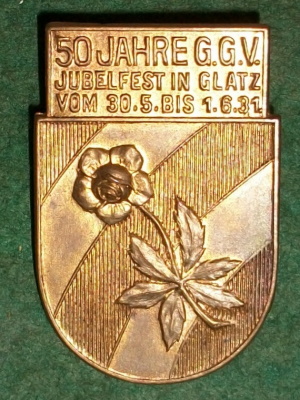 50 JAHRE G.G.V.
JUBELFEST IN GLATZ
VOM 30.5. BIS 1.6.31